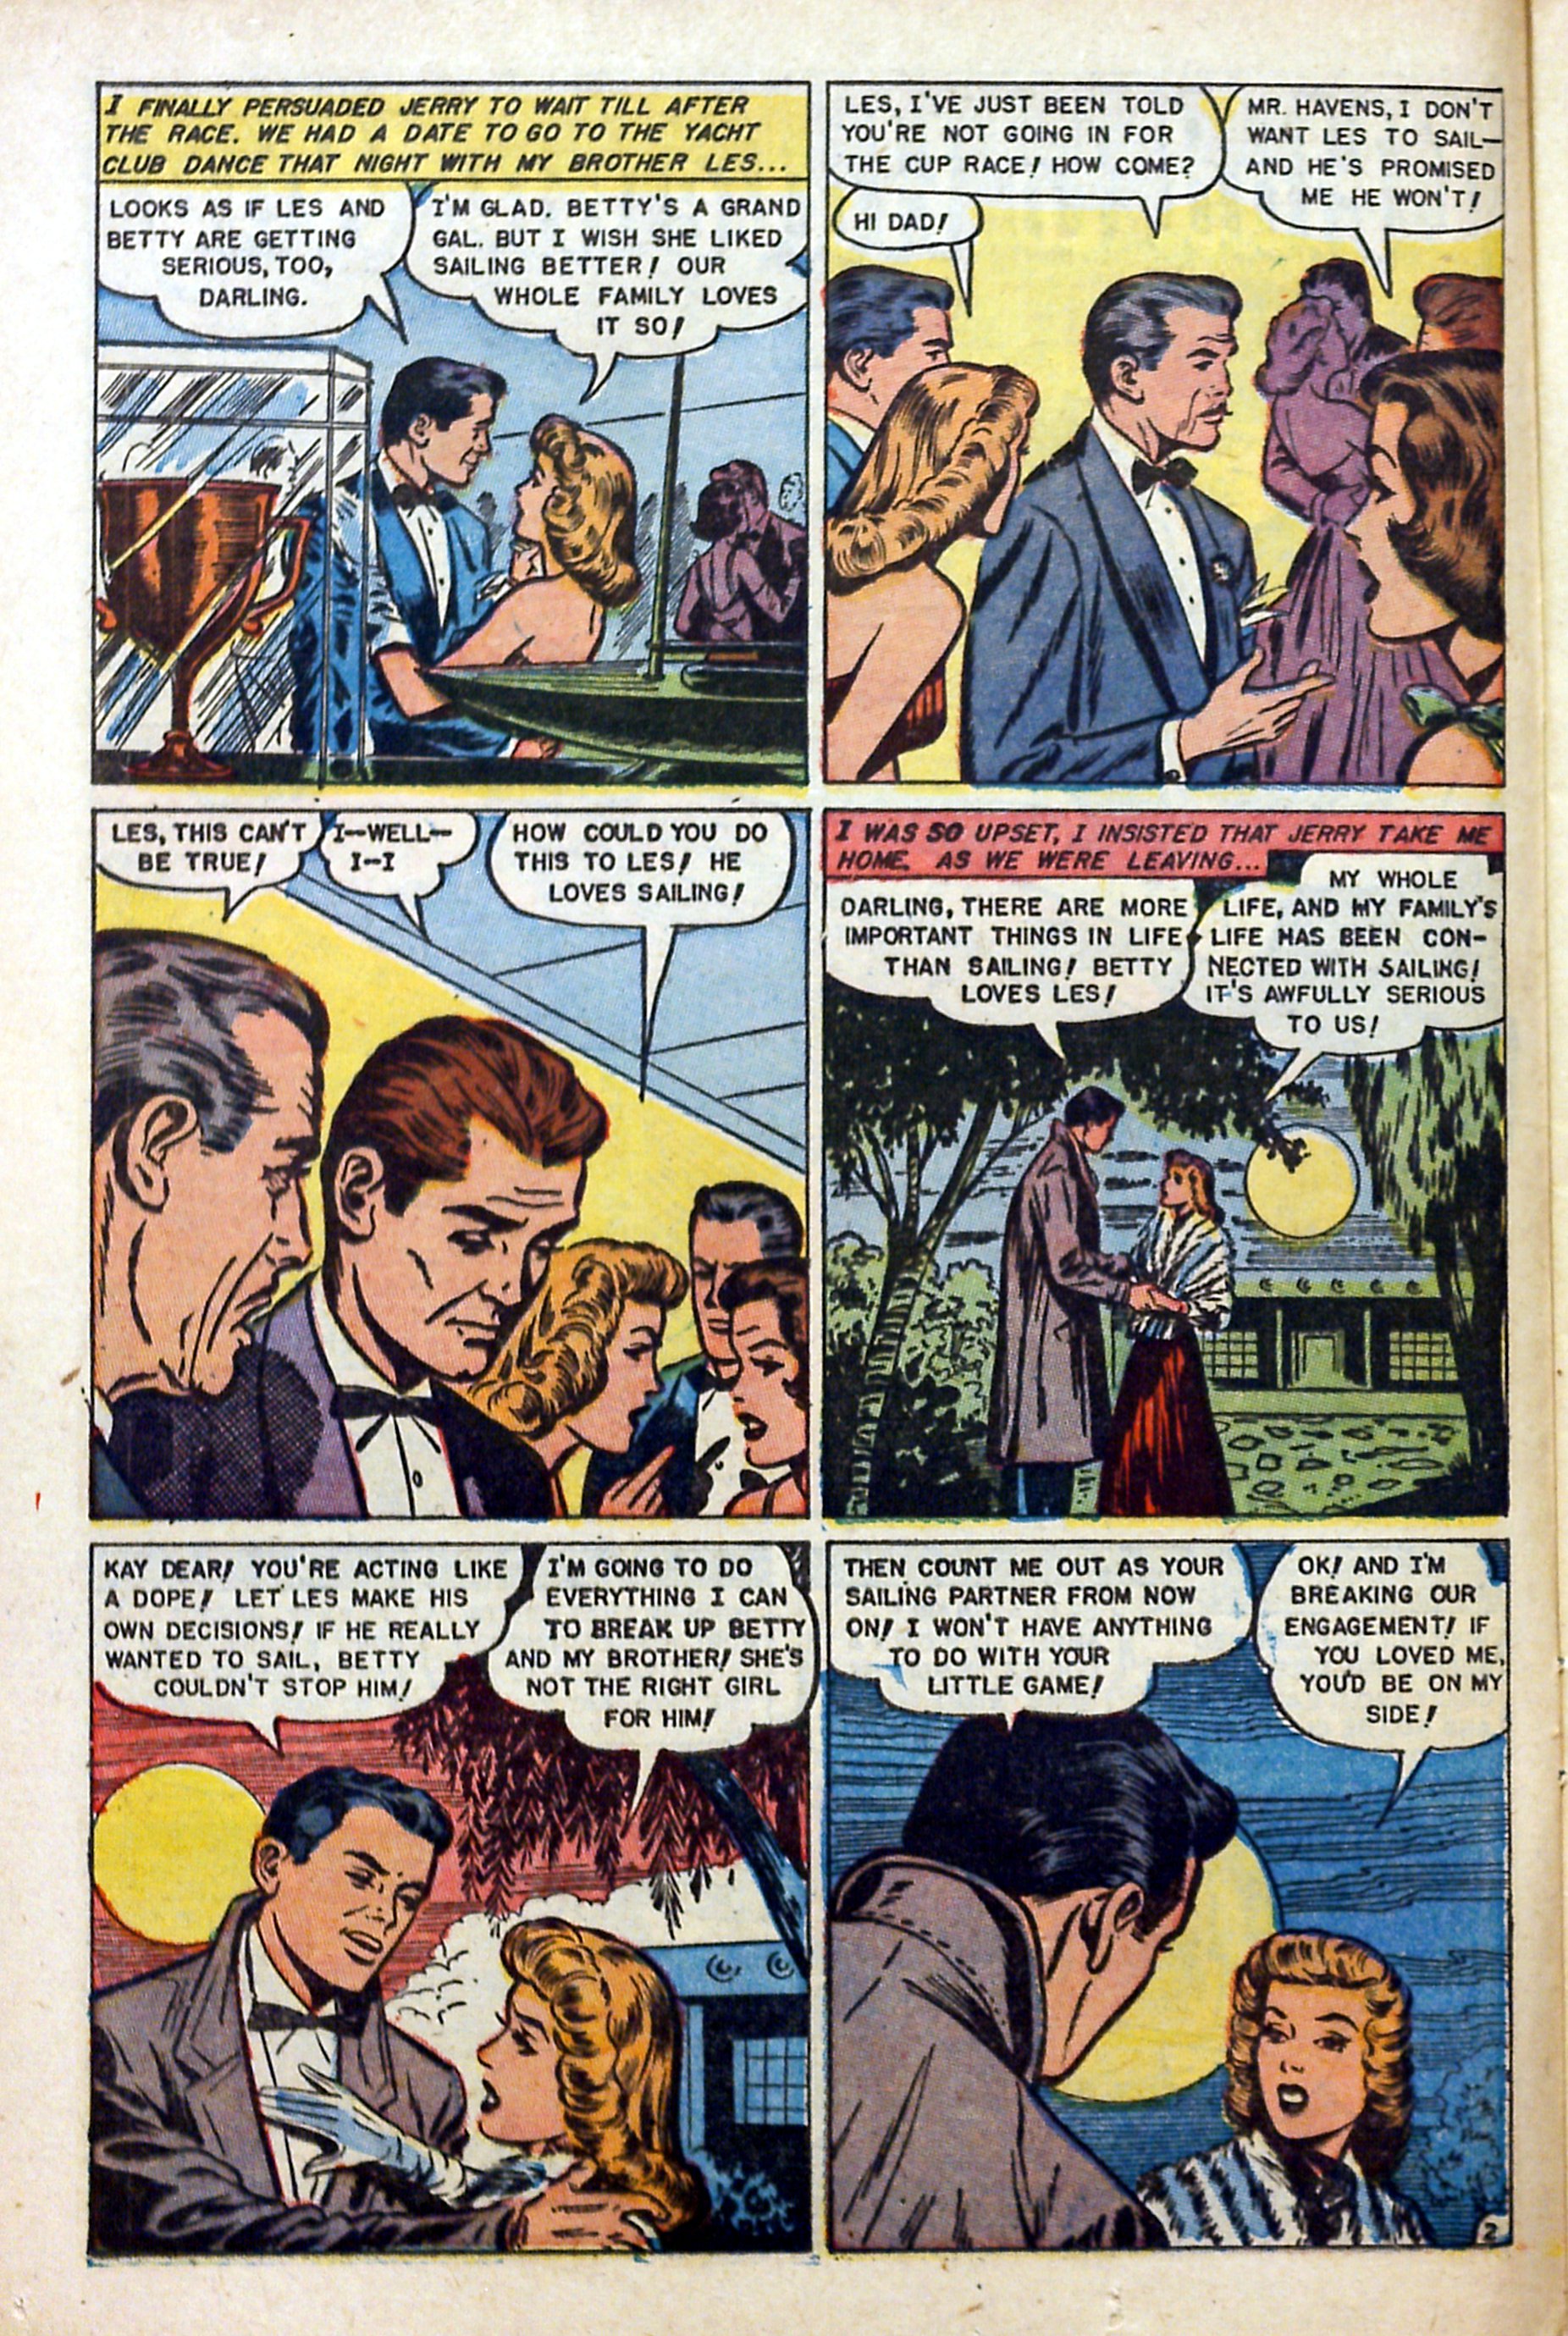 I FINALLY PERSUADED JERRY TO WAIT TILL AFTER
THE RACE. WE HAD A DATE TO GO TO THE YACHT
CLUB DANCE THAT NIGHT WITH MY BROTHER LES...
LOOKS AS IF LES AND
BETTY ARE GETTING
SERIOUS, TOO,
DARLING.
I'M GLAD. BETTY'S A GRAND
GAL. BUT I WISH SHE LIKED
SAILING BETTER! OUR
WHOLE FAMILY LOVES
IT SO!
HI DAD!
LES, I'VE JUST BEEN TOLD
YOU'RE NOT GOING IN FOR
THE CUP RACE! HOW COME?
MR. HAVENS, I DON'T
WANT LES TO SAIL—
AND HE'S PROMISED
ME HE WON'T!
LES, THIS CAN'T
BE TRUE!
I—WELL—
I-I
HOW COULD YOU DO
THIS TO LES! HE
LOVES SAILING!
I WAS SO UPSET, I INSISTED THAT JERRY TAKE ME
HOME. AS WE WERE LEAVING...
DARLING, THERE ARE MORE
IMPORTANT THINGS IN LIFE
THAN SAILING! BETTY
LOVES LES!
MY WHOLE
LIFE, AND MY FAMILY'S
LIFE HAS BEEN CON-
NECTED WITH SAILING!
IT'S AWFULLY SERIOUS
TO US!
KAY DEAR! YOU'RE ACTING LIKE
A DOPE! LET LES MAKE HIS
OWN DECISIONS! IF HE REALLY
WANTED TO SAIL, BETTY
COULDN'T STOP HIM!
I'M GOING TO DO
EVERYTHING I CAN
TO BREAK UP BETTY
AND MY BROTHER! SHE'S
NOT THE RIGHT GIRL
FOR HIM!
THEN COUNT ME OUT AS YOUR
SAILING PARTNER FROM NOW
ON! I WON'T HAVE ANYTHING
TO DO WITH YOUR
LITTLE GAME!
OK! AND I'M
BREAKING OUR
ENGAGEMENT! IF
YOU LOVED ME,
YOU'D BE ON MY
SIDE!
2